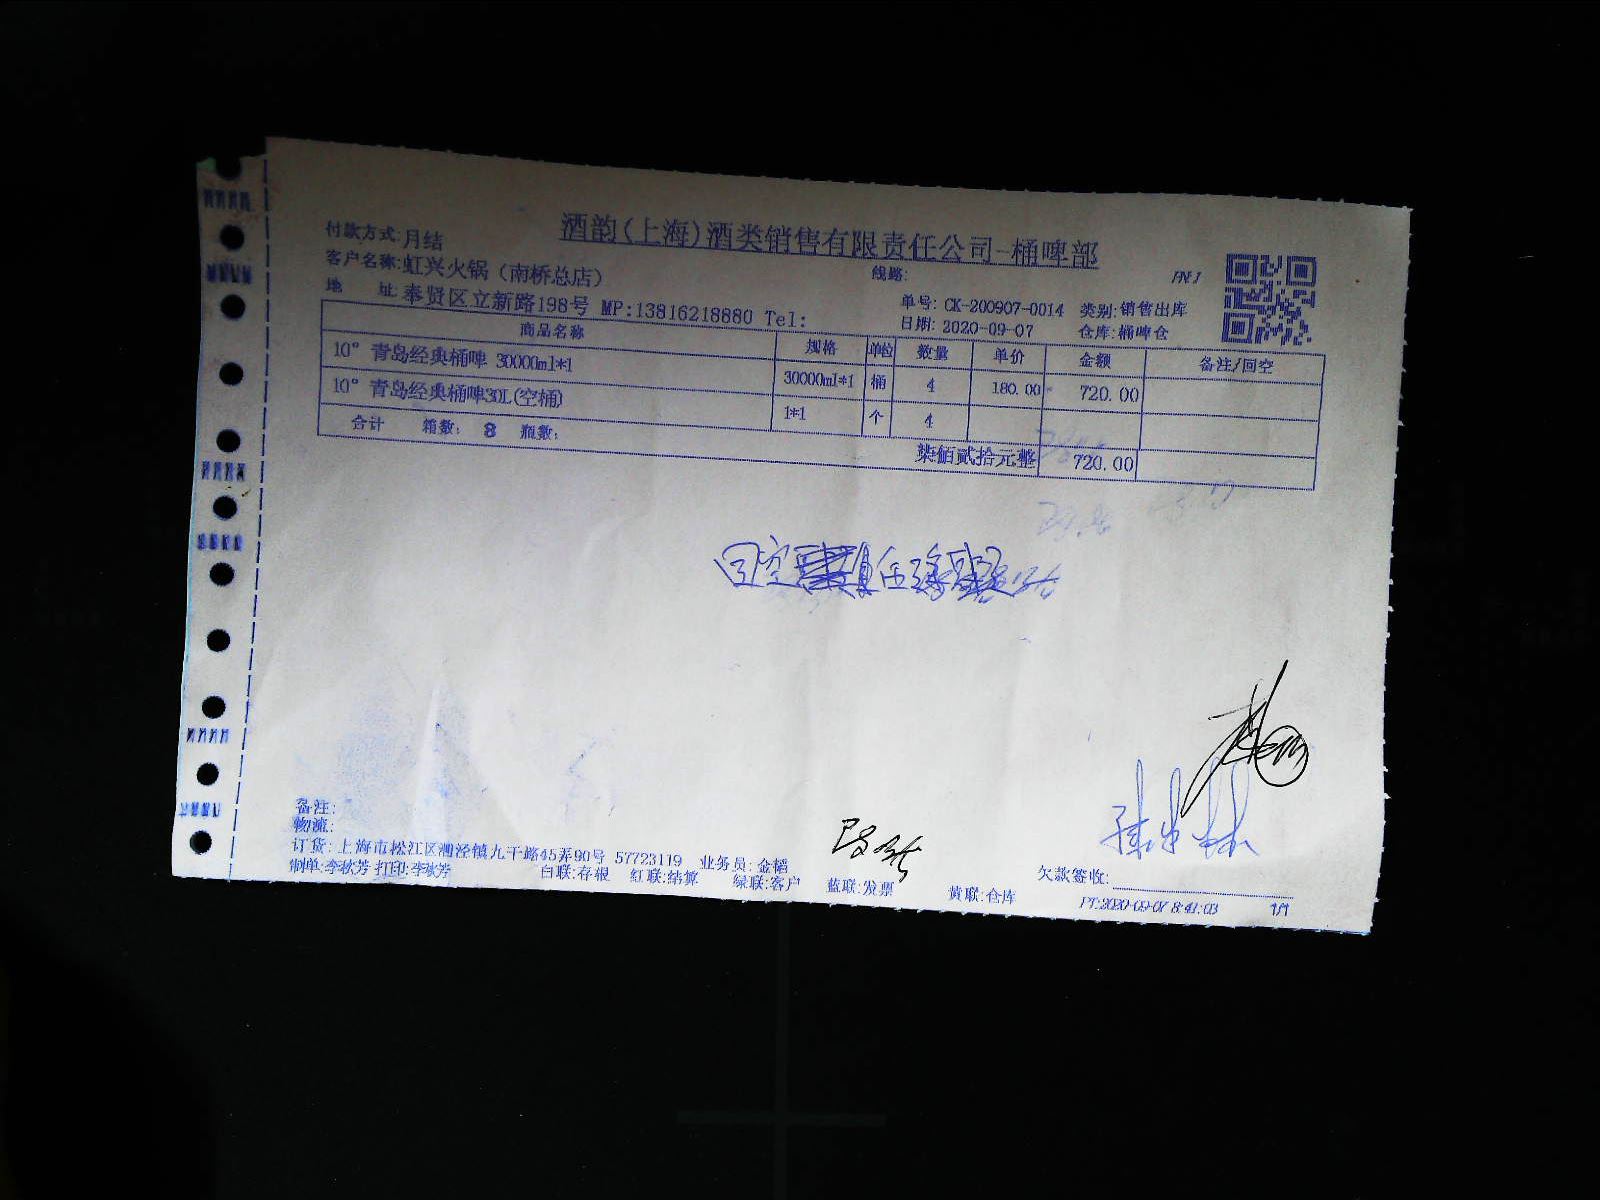 酒韵(上海)酒类销售有限责任公司-桶啤部
付款方式:月结
客户名称:虹兴火锅（南桥总店） 线路:
地 址:奉贤区立新路198号 MP:13816218880 Tel:
单号: CK-200907-0014 类别:销售出库
日期: 2020-09-07 仓库:桶啤仓
商品名称 规格 单位 数量 单价 金额 备注/回空
10° 青岛经典桶啤 30000ml*1 30000ml*1 桶 4 180.00 720.00
10° 青岛经典桶啤30L(空桶) 1*1 个 4
合计 箱数: 8 瓶数: 柒佰贰拾元整 720.00
回空
备注:
物流:
订货: 上海市松江区泗泾镇九干路45弄90号 57723119 业务员:金韬
制单:李秋芳 打印:李秋芳 白联:存根 红联:结算 绿联:客户 蓝联:发票 黄联:仓库
欠款签收:
PT:2020-09-07 8:41:03 1/1